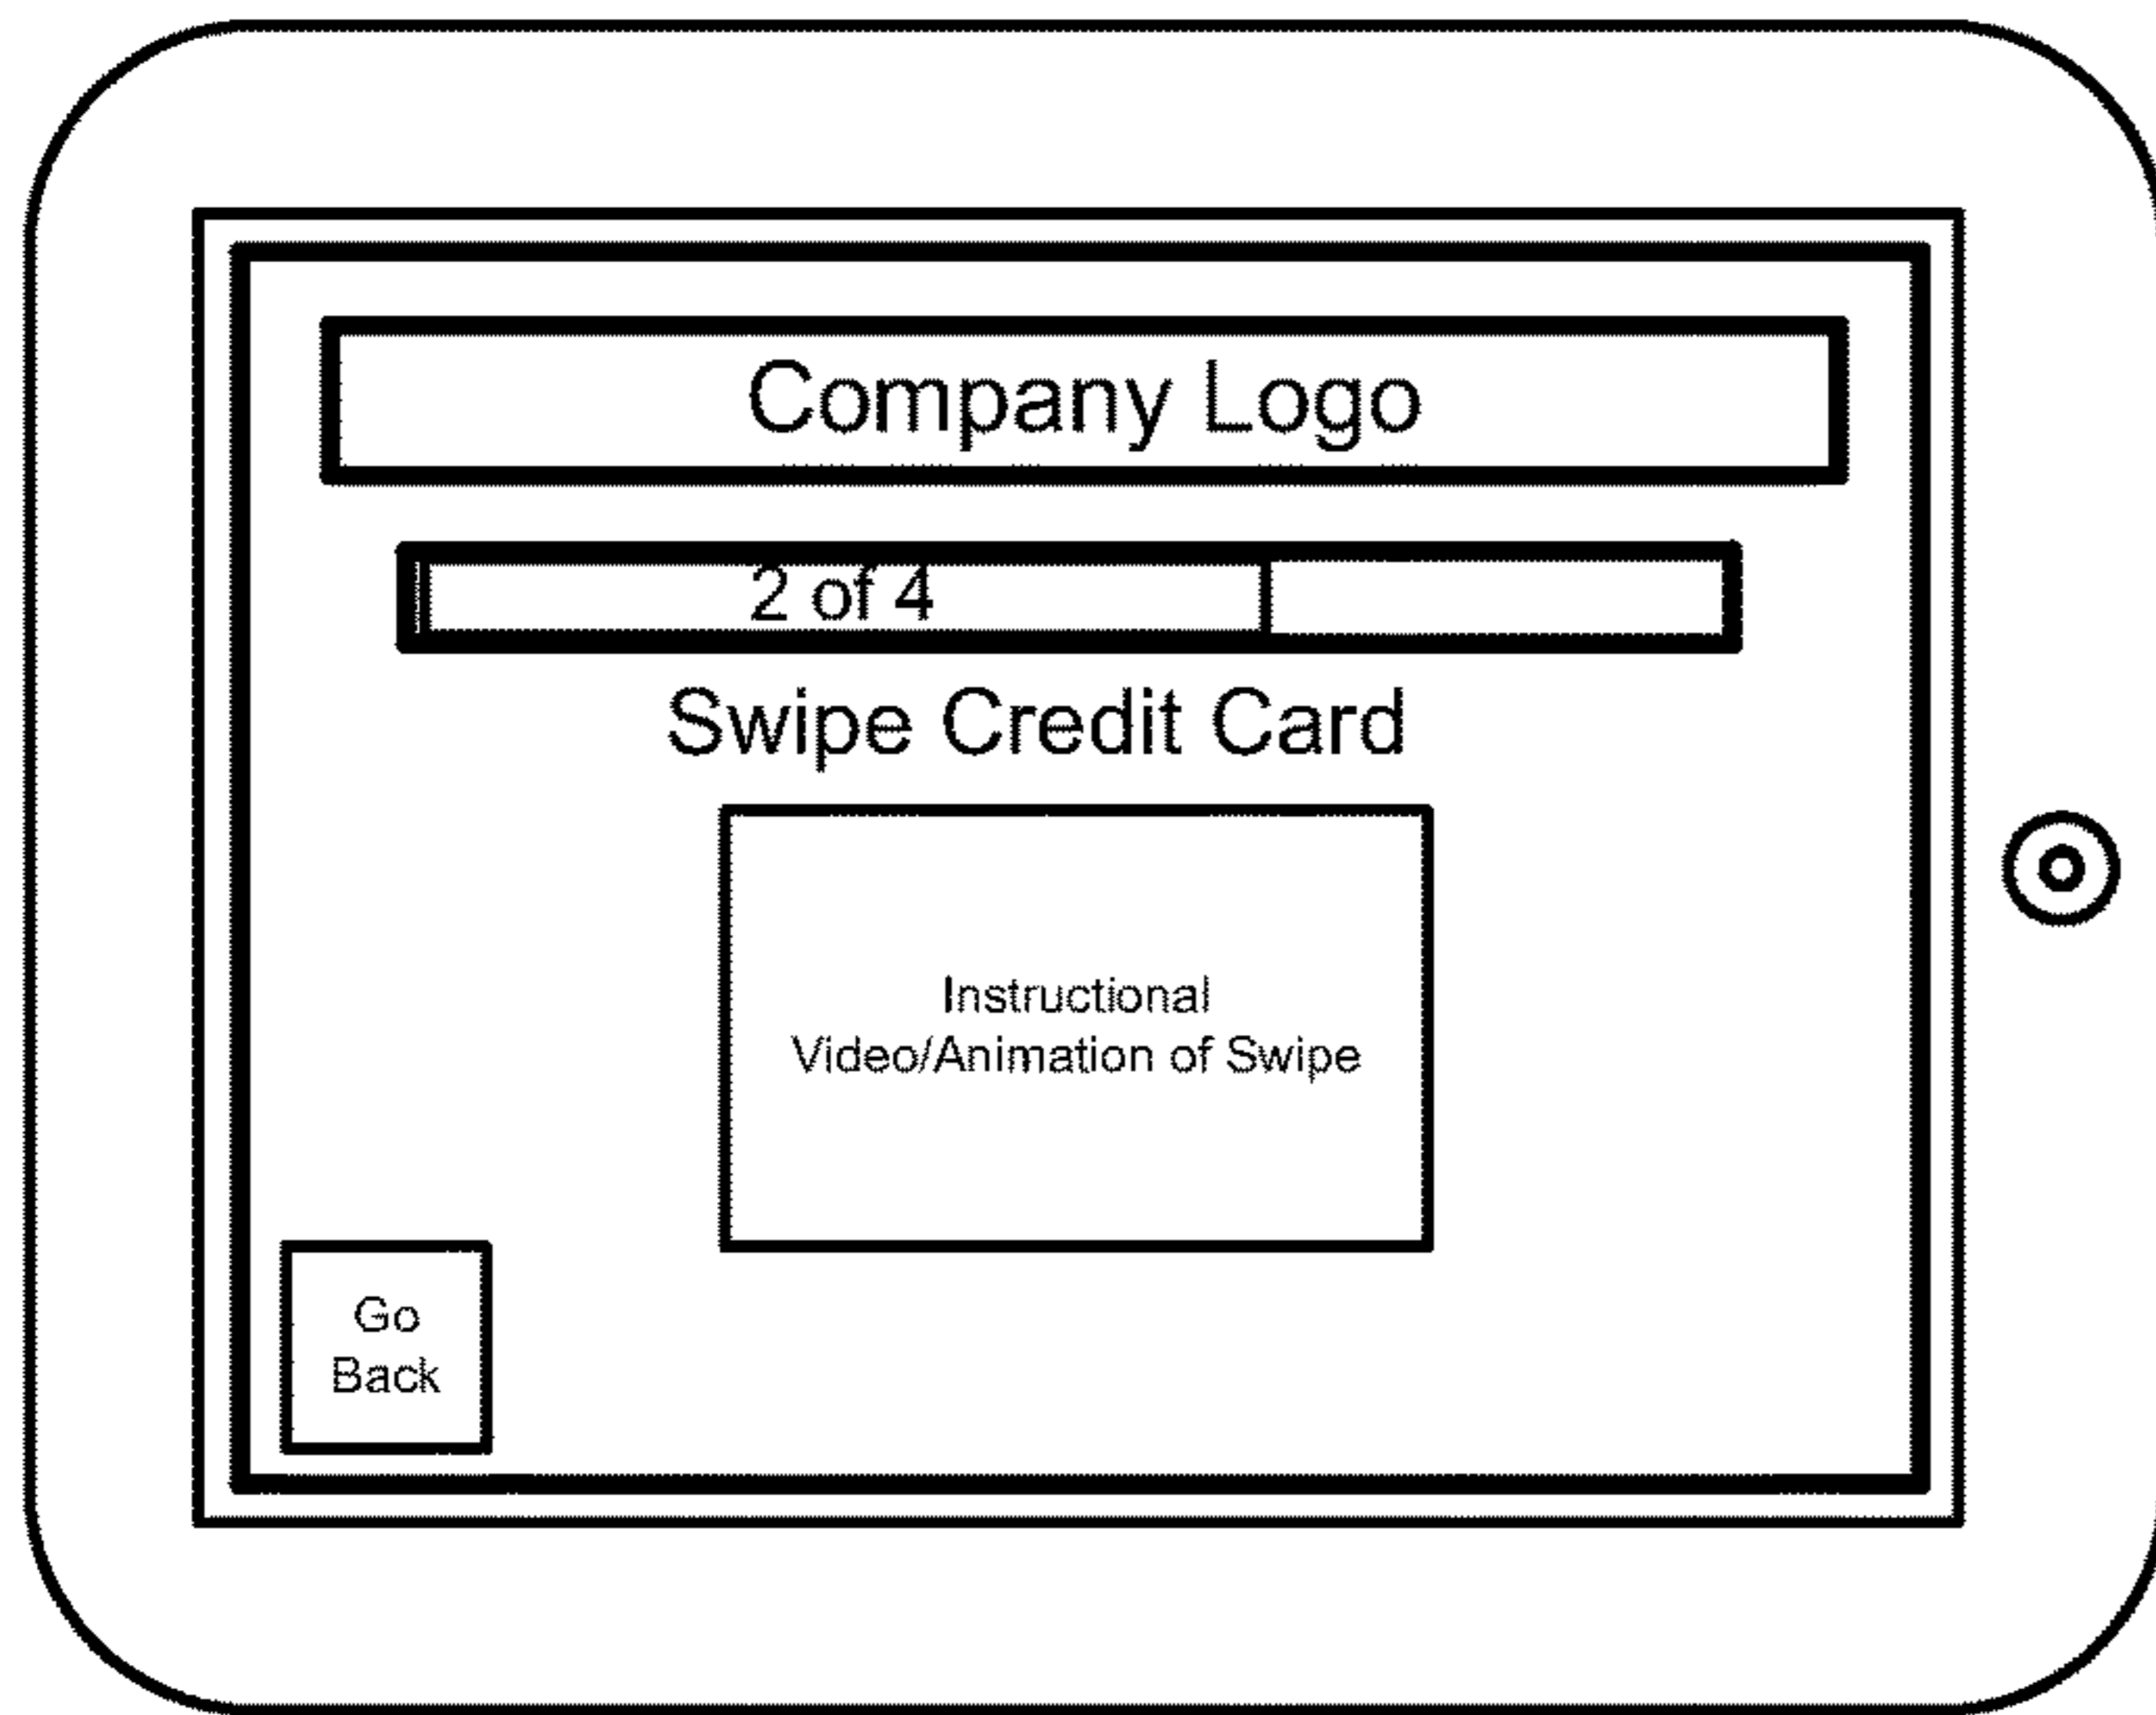 Company Logo
2 of 4
Swipe Credit Card
Instructional
Video/Animation of Swipe
Go
Back